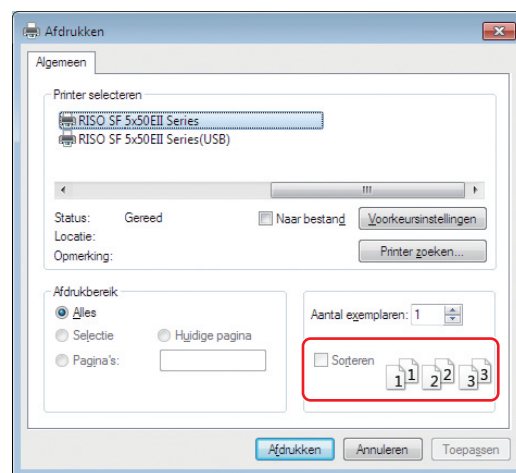 Afdrukken
Algemeen
Printer selecteren
RISO SF 5x50EII Series
RISO SF 5x50EII Series(USB)
Status: Gereed
Naar bestand
Voorkeursinstellingen
Locatie:
Opmerking:
Printer zoeken...
Afdrukbereik
Alles
Selectie
Huidige pagina
Pagina's:
Aantal exemplaren: 1
Sorteren
1 1 2 2 3 3
Afdrukken
Annuleren
Toepassen